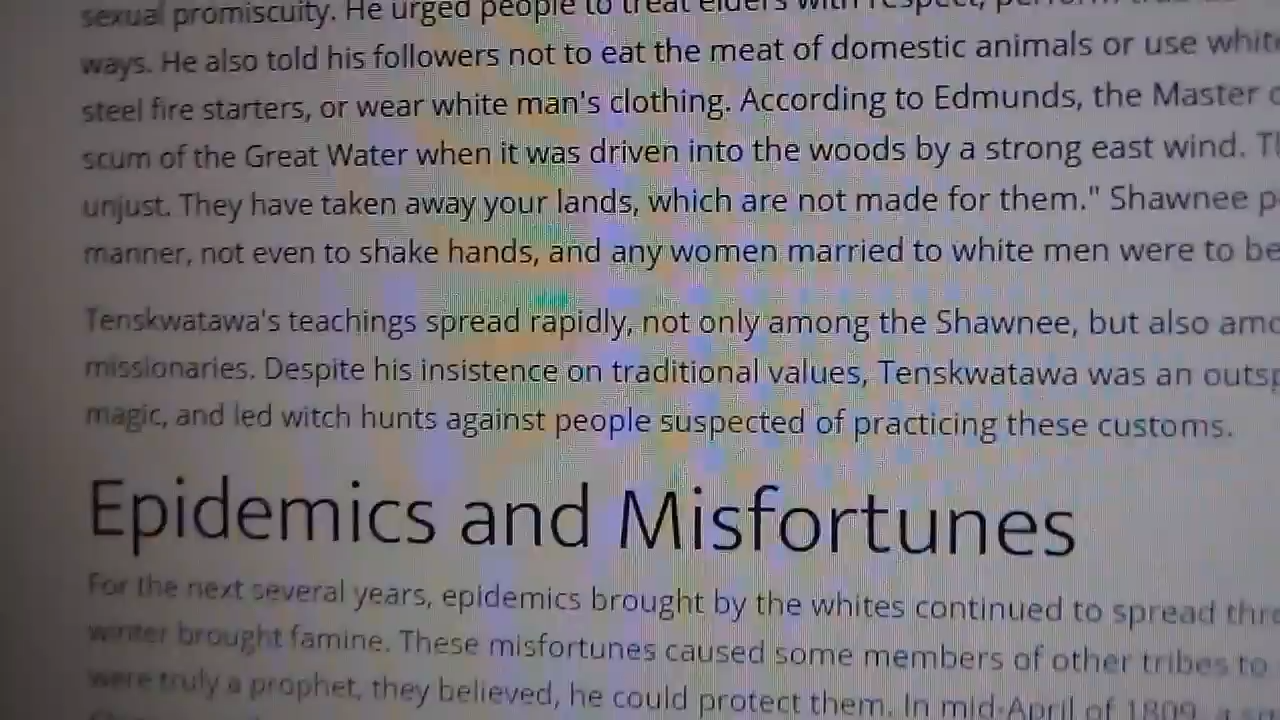 sexual promiscuity. He urged people to treat elders with respect, perform
ways. He also told his followers not to eat the meat of domestic animals or use white
steel fire starters, or wear white man's clothing. According to Edmunds, the Master
scum of the Great Water when it was driven into the woods by a strong east wind.
unjust. They have taken away your lands, which are not made for them." Shawnee
manner, not even to shake hands, and any women married to white men were to be
Tenskwatawa's teachings spread rapidly, not only among the Shawnee, but also
missionaries. Despite his insistence on traditional values, Tenskwatawa was an
magic, and led witch hunts against people suspected of practicing these customs.
Epidemics and Misfortunes
For the next several years, epidemics brought by the whites continued to spread
winter brought famine. These misfortunes caused some members of other tribes to
were truly a prophet, they believed, he could protect them. In mid-April of 1809, a